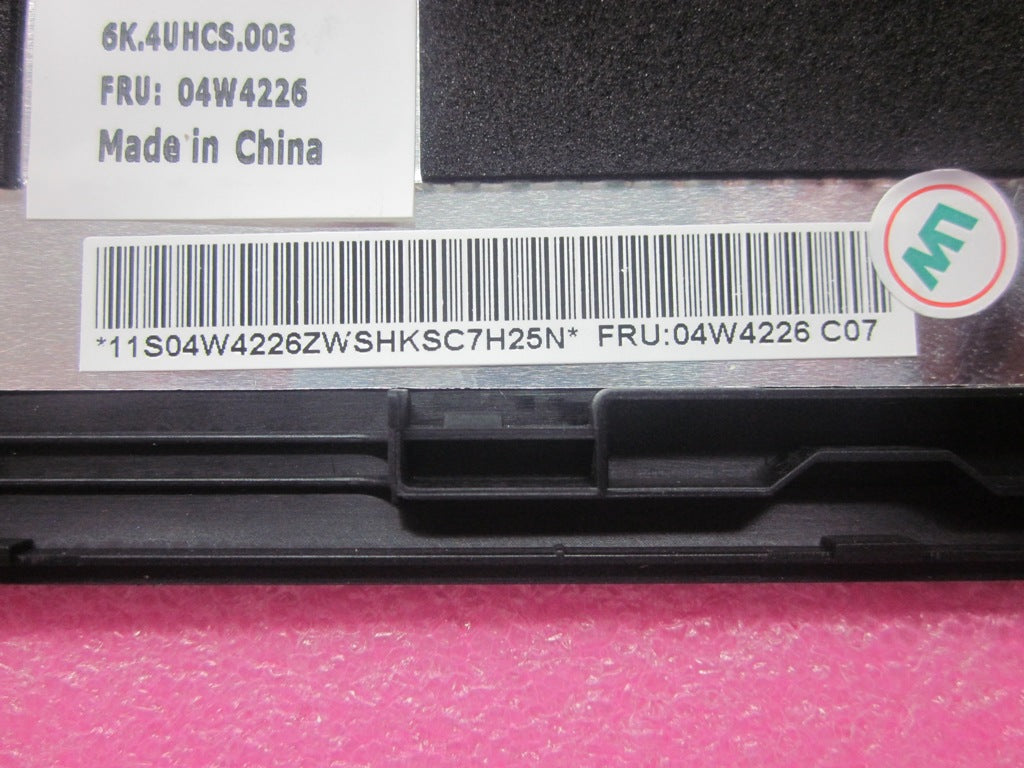 6K.4UHCS.003
FRU: 04W4226
Made in China
*11S04W4226ZWSHKSC7H25N* FRU:04W4226 C07